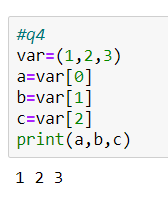 #q4
var=(1,2,3)
a=var[0]
b=var[1]
c=var[2]
print(a,b,c)
1 2 3